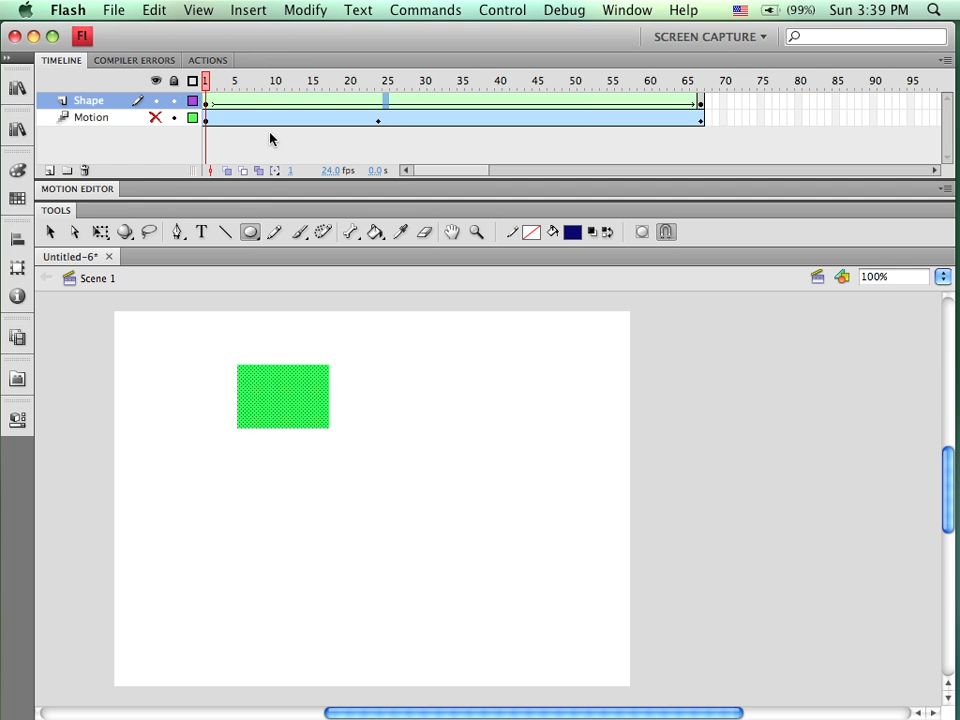 Flash File Edit View Insert Modify Text Commands Control Debug Window Help (99%) Sun 3:39 PM
Fl SCREEN CAPTURE
TIMELINE COMPILER ERRORS ACTIONS
1 5 10 15 20 25 30 35 40 45 50 55 60 65 70 75 80 85 90 95
Shape
Motion
1 24.0 fps 0.0 s
MOTION EDITOR
TOOLS
T
Untitled-6*
Scene 1 100%